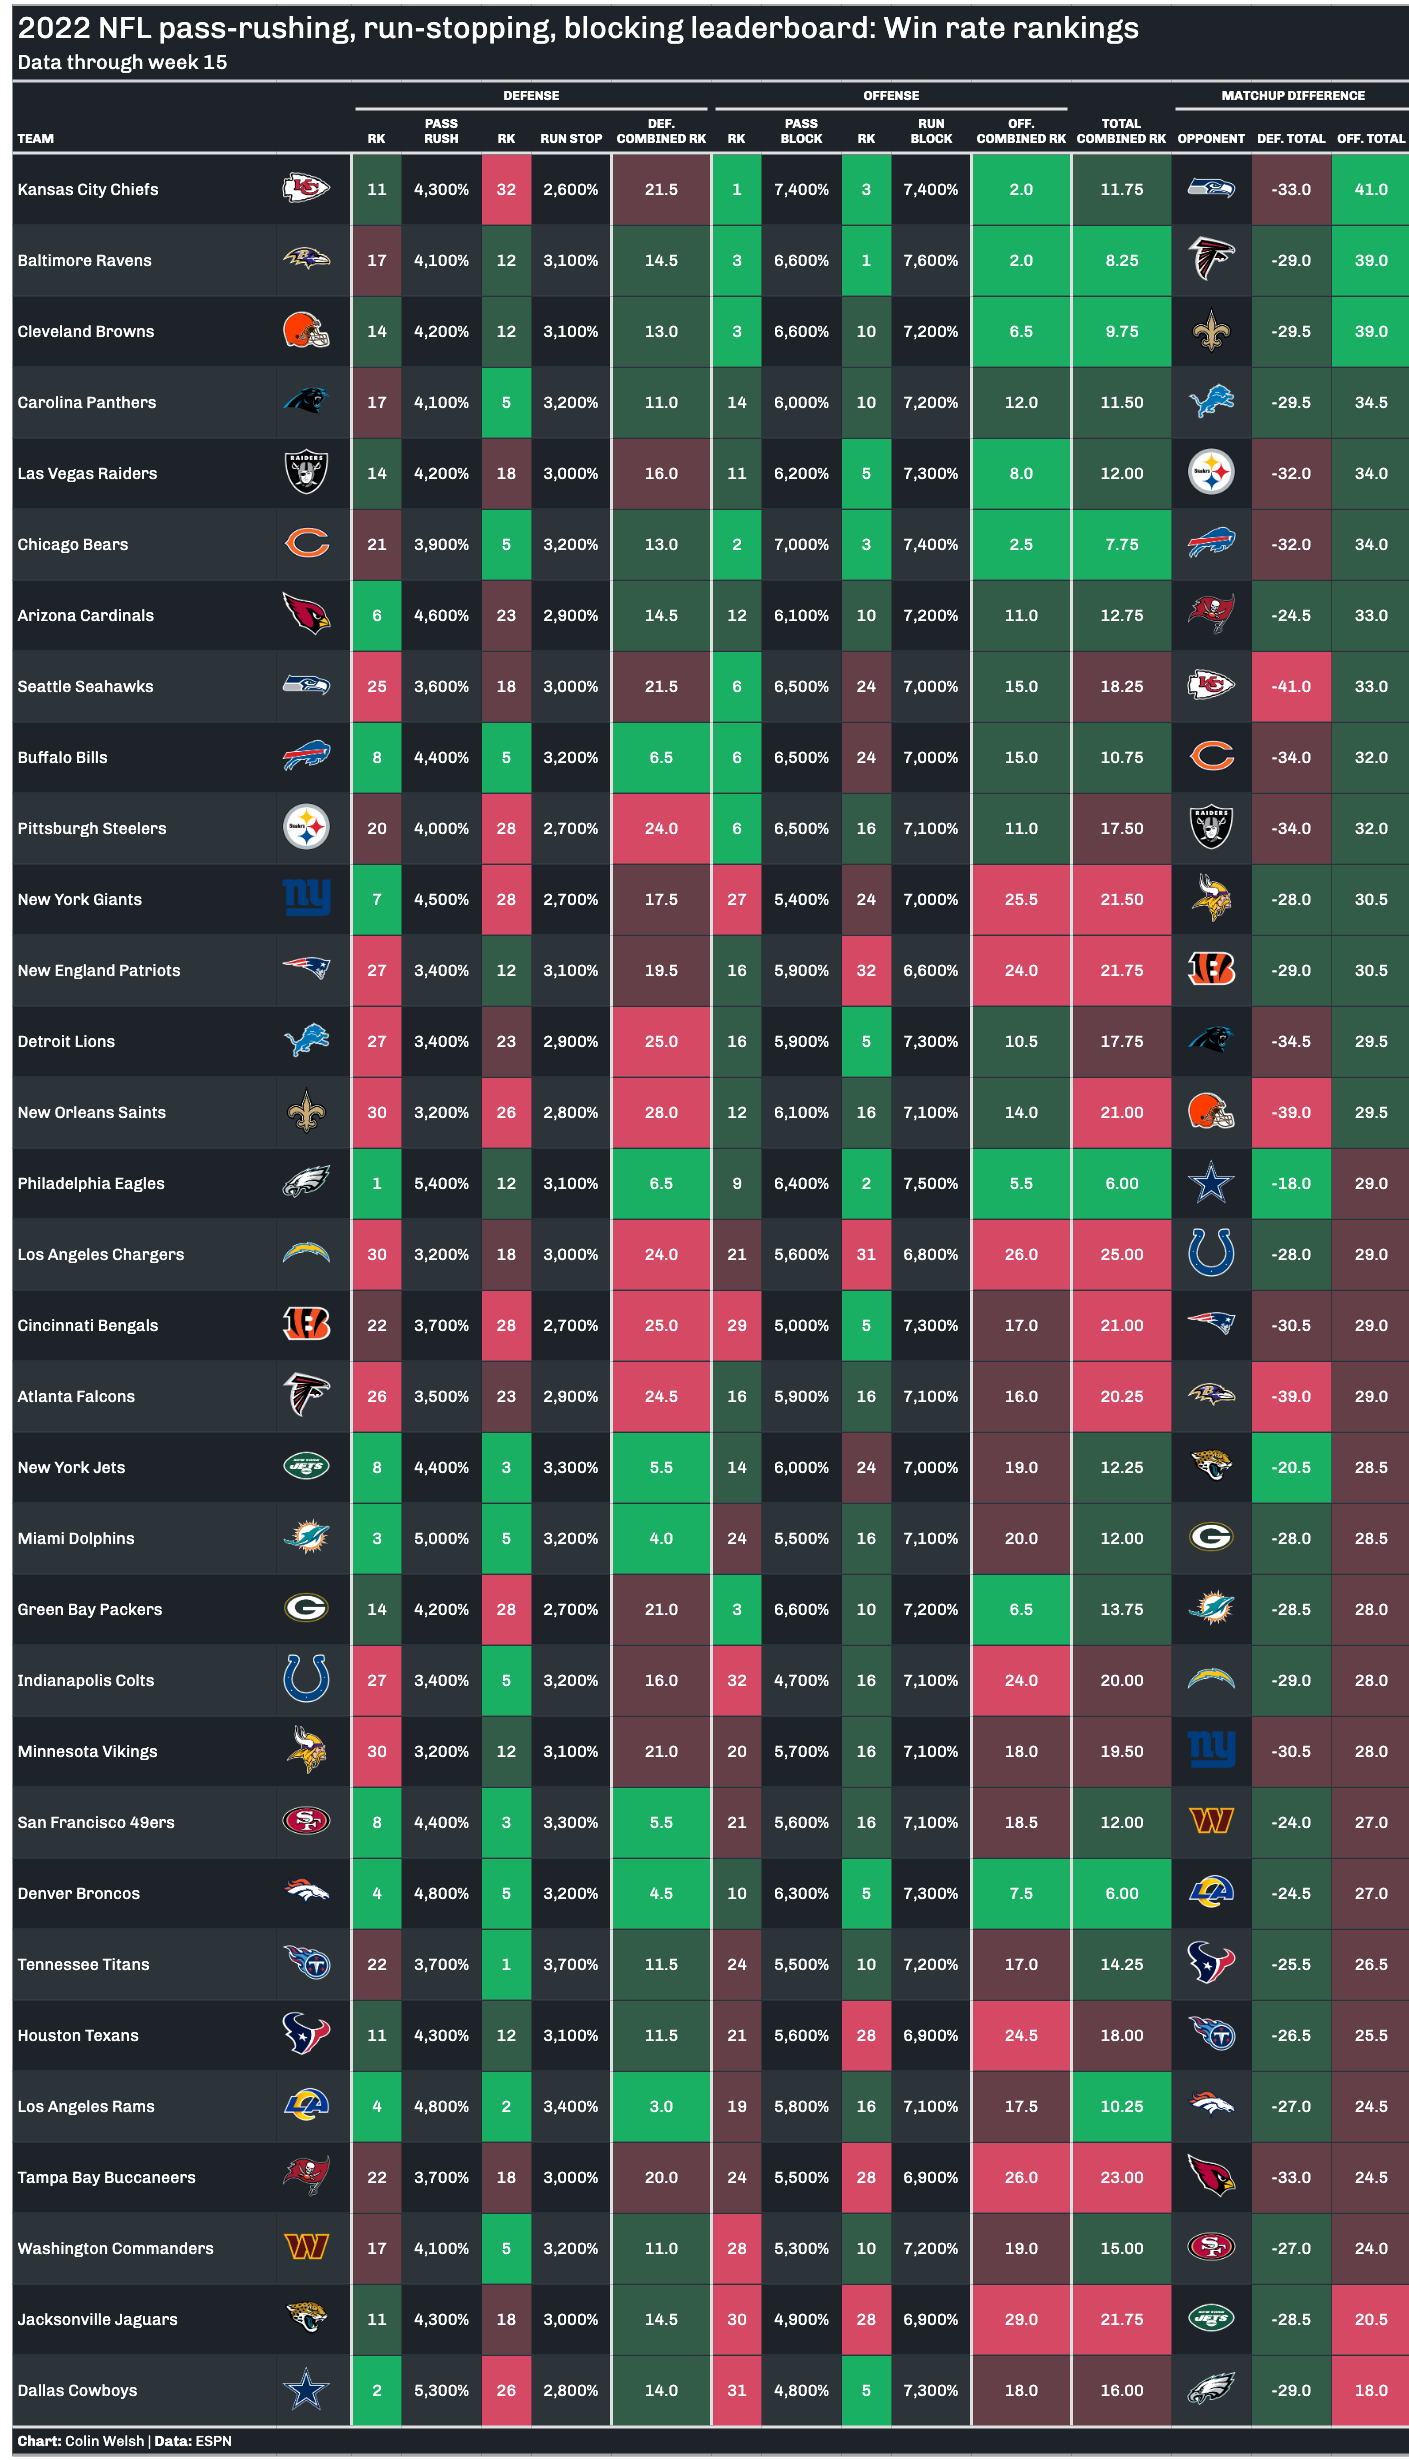 2022 NFL pass-rushing, run-stopping, blocking leaderboard: Win rate rankings
Data through week 15
DEFENSE OFFENSE MATCHUP DIFFERENCE
TEAM RK PASS RUSH RK RUN STOP DEF. COMBINED RK RK PASS BLOCK RK RUN BLOCK OFF. COMBINED RK TOTAL COMBINED RK OPPONENT DEF. TOTAL OFF. TOTAL
Kansas City Chiefs 11 4,300% 32 2,600% 21.5 1 7,400% 3 7,400% 2.0 11.75 -33.0 41.0
Baltimore Ravens 17 4,100% 12 3,100% 14.5 3 6,600% 1 7,600% 2.0 8.25 -29.0 39.0
Cleveland Browns 14 4,200% 12 3,100% 13.0 3 6,600% 10 7,200% 6.5 9.75 -29.5 39.0
Carolina Panthers 17 4,100% 5 3,200% 11.0 14 6,000% 10 7,200% 12.0 11.50 -29.5 34.5
Las Vegas Raiders RAIDERS 14 4,200% 18 3,000% 16.0 11 6,200% 5 7,300% 8.0 12.00 Steelers -32.0 34.0
Chicago Bears 21 3,900% 5 3,200% 13.0 2 7,000% 3 7,400% 2.5 7.75 -32.0 34.0
Arizona Cardinals 6 4,600% 23 2,900% 14.5 12 6,100% 10 7,200% 11.0 12.75 -24.5 33.0
Seattle Seahawks 25 3,600% 18 3,000% 21.5 6 6,500% 24 7,000% 15.0 18.25 -41.0 33.0
Buffalo Bills 8 4,400% 5 3,200% 6.5 6 6,500% 24 7,000% 15.0 10.75 -34.0 32.0
Pittsburgh Steelers Steelers 20 4,000% 28 2,700% 24.0 6 6,500% 16 7,100% 11.0 17.50 RAIDERS -34.0 32.0
New York Giants ny 7 4,500% 28 2,700% 17.5 27 5,400% 24 7,000% 25.5 21.50 -28.0 30.5
New England Patriots 27 3,400% 12 3,100% 19.5 16 5,900% 32 6,600% 24.0 21.75 -29.0 30.5
Detroit Lions 27 3,400% 23 2,900% 25.0 16 5,900% 5 7,300% 10.5 17.75 -34.5 29.5
New Orleans Saints 30 3,200% 26 2,800% 28.0 12 6,100% 16 7,100% 14.0 21.00 -39.0 29.5
Philadelphia Eagles 1 5,400% 12 3,100% 6.5 9 6,400% 2 7,500% 5.5 6.00 -18.0 29.0
Los Angeles Chargers 30 3,200% 18 3,000% 24.0 21 5,600% 31 6,800% 26.0 25.00 -28.0 29.0
Cincinnati Bengals 22 3,700% 28 2,700% 25.0 29 5,000% 5 7,300% 17.0 21.00 -30.5 29.0
Atlanta Falcons 26 3,500% 23 2,900% 24.5 16 5,900% 16 7,100% 16.0 20.25 -39.0 29.0
New York Jets JETS 8 4,400% 3 3,300% 5.5 14 6,000% 24 7,000% 19.0 12.25 -20.5 28.5
Miami Dolphins 3 5,000% 5 3,200% 4.0 24 5,500% 16 7,100% 20.0 12.00 G -28.0 28.5
Green Bay Packers G 14 4,200% 28 2,700% 21.0 3 6,600% 10 7,200% 6.5 13.75 -28.5 28.0
Indianapolis Colts 27 3,400% 5 3,200% 16.0 32 4,700% 16 7,100% 24.0 20.00 -29.0 28.0
Minnesota Vikings 30 3,200% 12 3,100% 21.0 20 5,700% 16 7,100% 18.0 19.50 ny -30.5 28.0
San Francisco 49ers SF 8 4,400% 3 3,300% 5.5 21 5,600% 16 7,100% 18.5 12.00 W -24.0 27.0
Denver Broncos 4 4,800% 5 3,200% 4.5 10 6,300% 5 7,300% 7.5 6.00 LA -24.5 27.0
Tennessee Titans 22 3,700% 1 3,700% 11.5 24 5,500% 10 7,200% 17.0 14.25 -25.5 26.5
Houston Texans 11 4,300% 12 3,100% 11.5 21 5,600% 28 6,900% 24.5 18.00 -26.5 25.5
Los Angeles Rams LA 4 4,800% 2 3,400% 3.0 19 5,800% 16 7,100% 17.5 10.25 -27.0 24.5
Tampa Bay Buccaneers 22 3,700% 18 3,000% 20.0 24 5,500% 28 6,900% 26.0 23.00 -33.0 24.5
Washington Commanders W 17 4,100% 5 3,200% 11.0 28 5,300% 10 7,200% 19.0 15.00 SF -27.0 24.0
Jacksonville Jaguars 11 4,300% 18 3,000% 14.5 30 4,900% 28 6,900% 29.0 21.75 JETS -28.5 20.5
Dallas Cowboys 2 5,300% 26 2,800% 14.0 31 4,800% 5 7,300% 18.0 16.00 -29.0 18.0
Chart: Colin Welsh | Data: ESPN